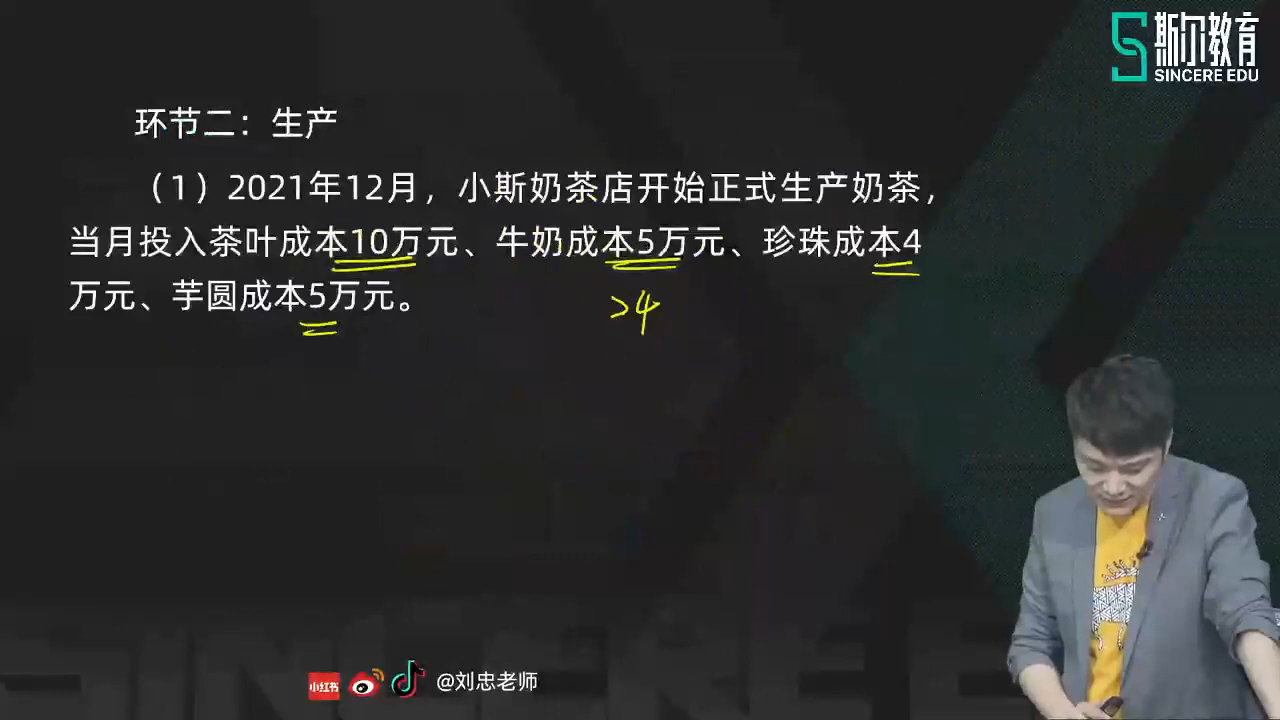 斯尔教育
SINCERE EDU
环节二：生产
（1）2021年12月，小斯奶茶店开始正式生产奶茶，
当月投入茶叶成本10万元、牛奶成本5万元、珍珠成本4
万元、芋圆成本5万元。
>4
小红书
@刘忠老师